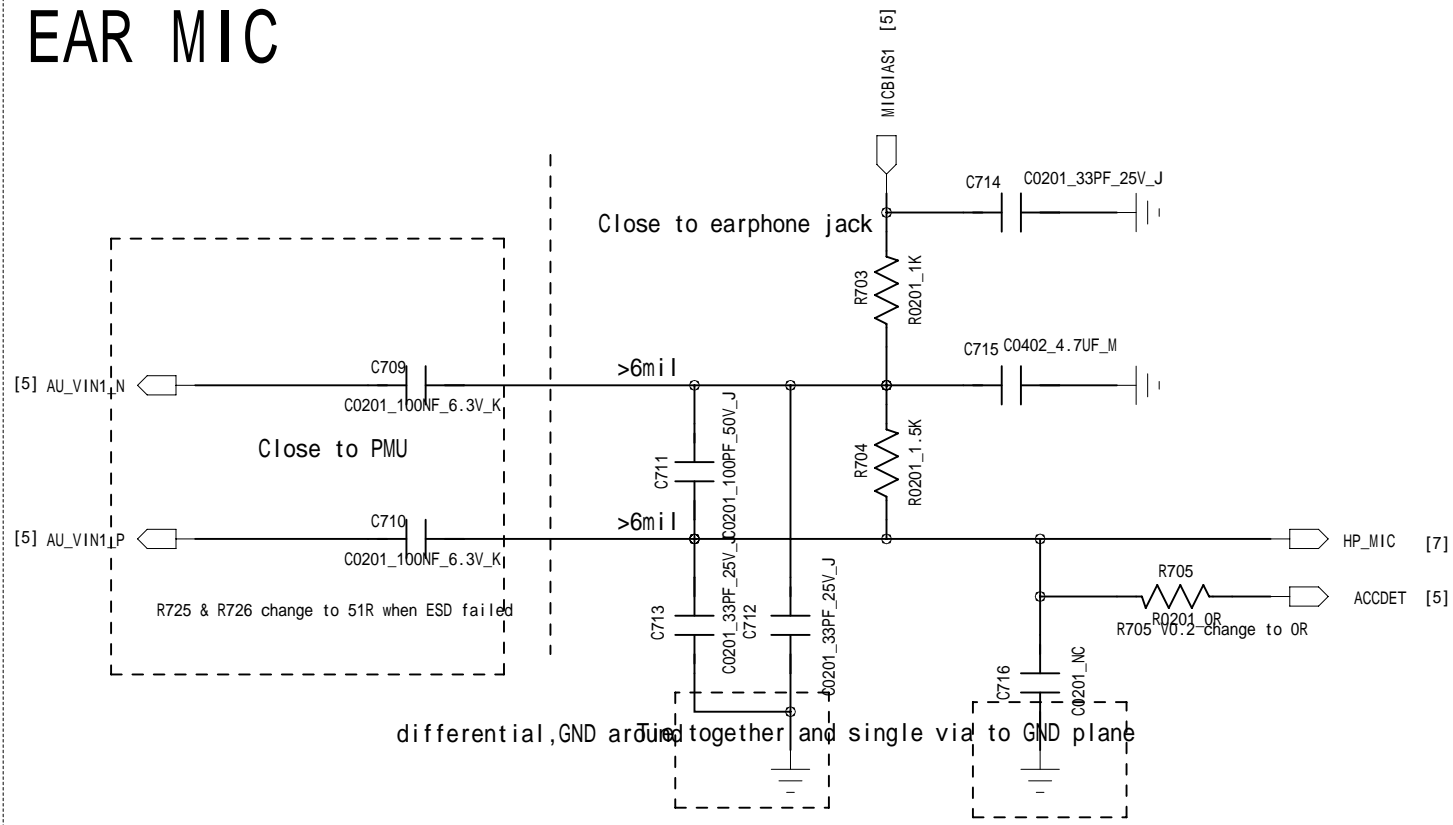 EAR MIC
MICBIAS1 [5]
C714 C0201_33PF_25V_J
Close to earphone jack
R703
R0201_1K
C715 C0402_4.7UF_M
[5] AU_VIN1_N
C709
C0201_100NF_6.3V_K
>6mil
Close to PMU
C711
C0201_100PF_50V_J
R704
R0201_1.5K
[5] AU_VIN1_P
C710
C0201_100NF_6.3V_K
>6mil
HP_MIC [7]
R725 & R726 change to 51R when ESD failed
C713
C0201_33PF_25V_J
C712
C0201_33PF_25V_J
R705
R0201_0R
ACCDET [5]
R705 V0.2 change to 0R
C716
C0201_NC
differential,GND around
Tie together and single via to GND plane